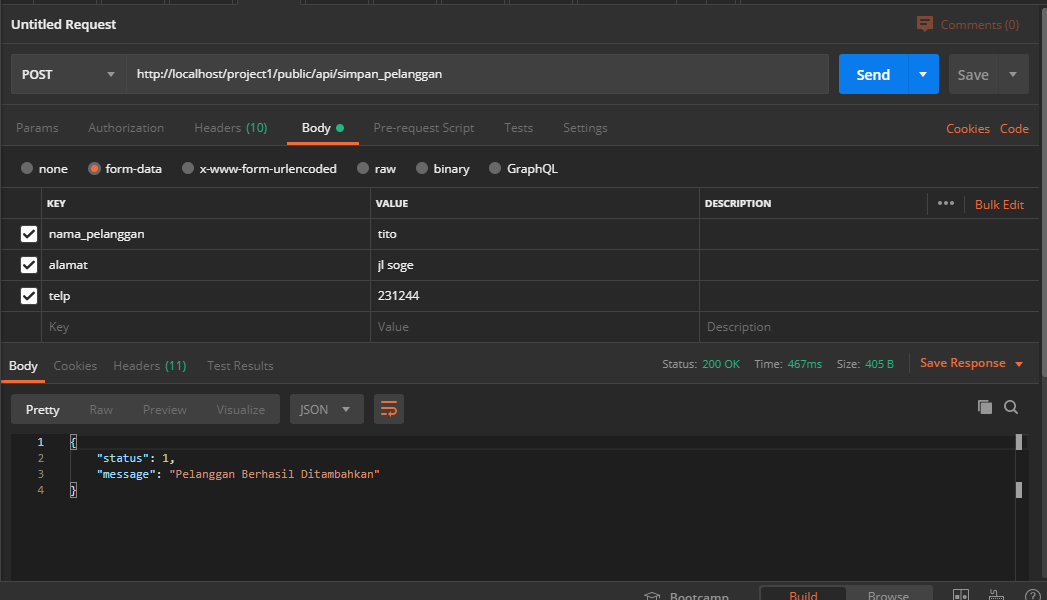 Untitled Request Comments (0)
POST http://localhost/project1/public/api/simpan_pelanggan Send Save
Params Authorization Headers (10) Body Pre-request Script Tests Settings Cookies Code
none form-data x-www-form-urlencoded raw binary GraphQL
KEY VALUE DESCRIPTION ••• Bulk Edit
nama_pelanggan tito
alamat jl soge
telp 231244
Key Value Description
Body Cookies Headers (11) Test Results Status: 200 OK Time: 467ms Size: 405 B Save Response
Pretty Raw Preview Visualize JSON
1 {
2 "status": 1,
3 "message": "Pelanggan Berhasil Ditambahkan"
4 }
Bootcamp Build Browse